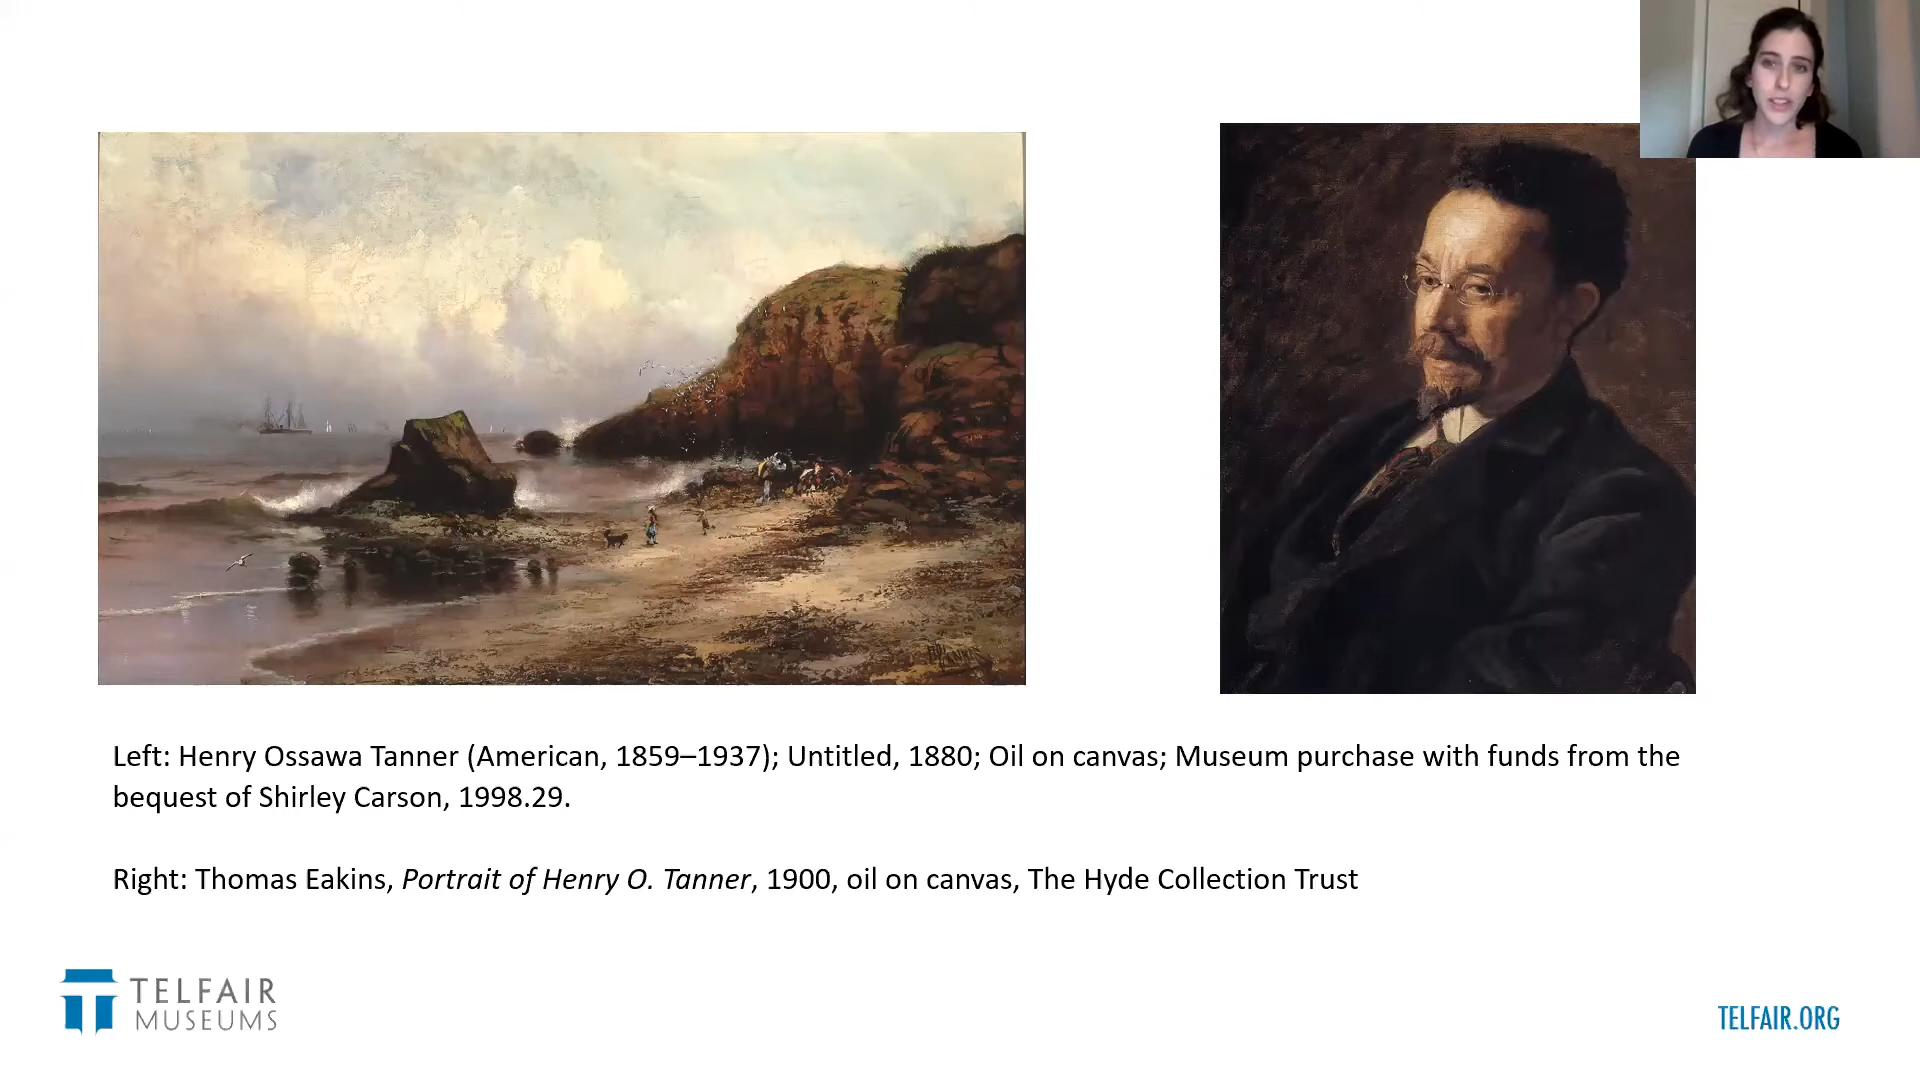 Left: Henry Ossawa Tanner (American, 1859–1937); Untitled, 1880; Oil on canvas; Museum purchase with funds from the
bequest of Shirley Carson, 1998.29.
Right: Thomas Eakins, Portrait of Henry O. Tanner, 1900, oil on canvas, The Hyde Collection Trust
TELFAIR
MUSEUMS
TELFAIR.ORG